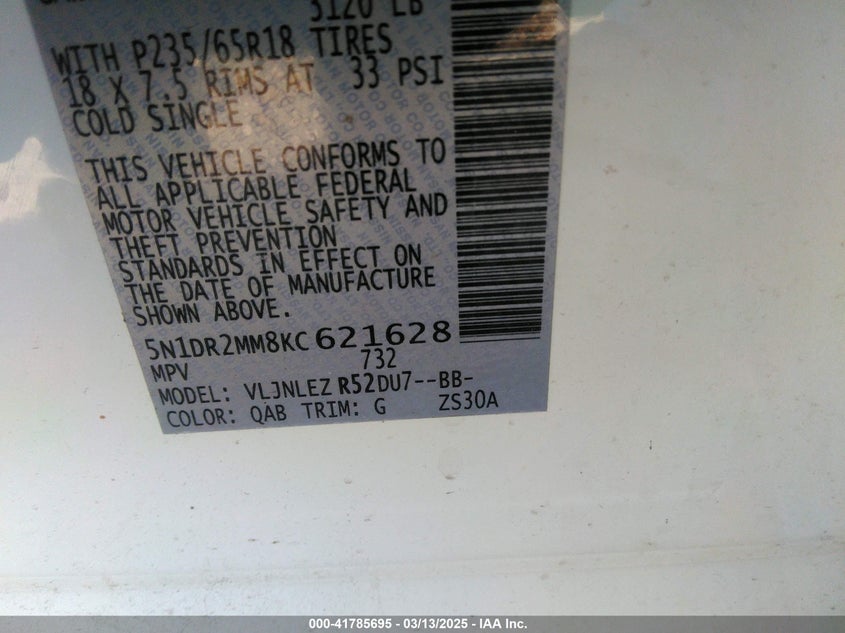 3120 LB
WITH P235/65R18 TIRES
18 X 7.5 RIMS AT 33 PSI
COLD SINGLE
THIS VEHICLE CONFORMS TO
ALL APPLICABLE FEDERAL
MOTOR VEHICLE SAFETY AND
THEFT PREVENTION
STANDARDS IN EFFECT ON
THE DATE OF MANUFACTURE
SHOWN ABOVE.
5N1DR2MM8KC621628
MPV 732
MODEL: VLJNLEZ R52DU7--BB-
COLOR: QAB TRIM: G ZS30A
000-41785695 - 03/13/2025 - IAA Inc.